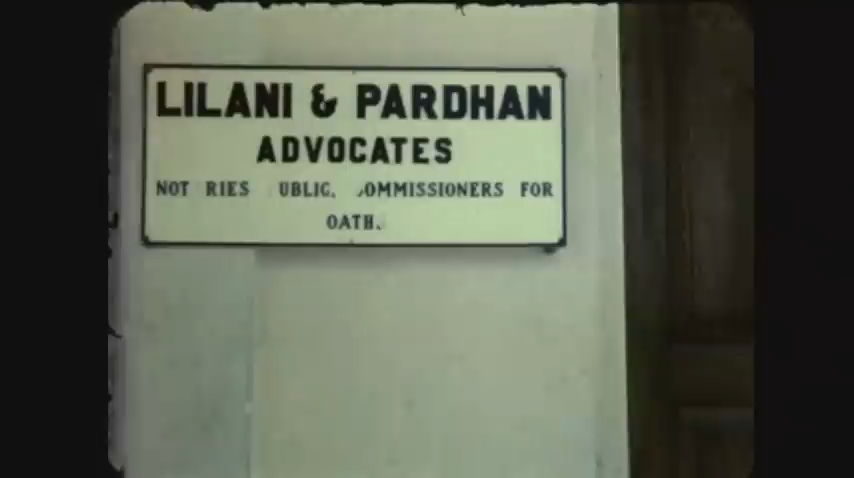 LILANI & PARDHAN
ADVOCATES
NOT RIES UBLIC, OMMISSIONERS FOR
OATH.